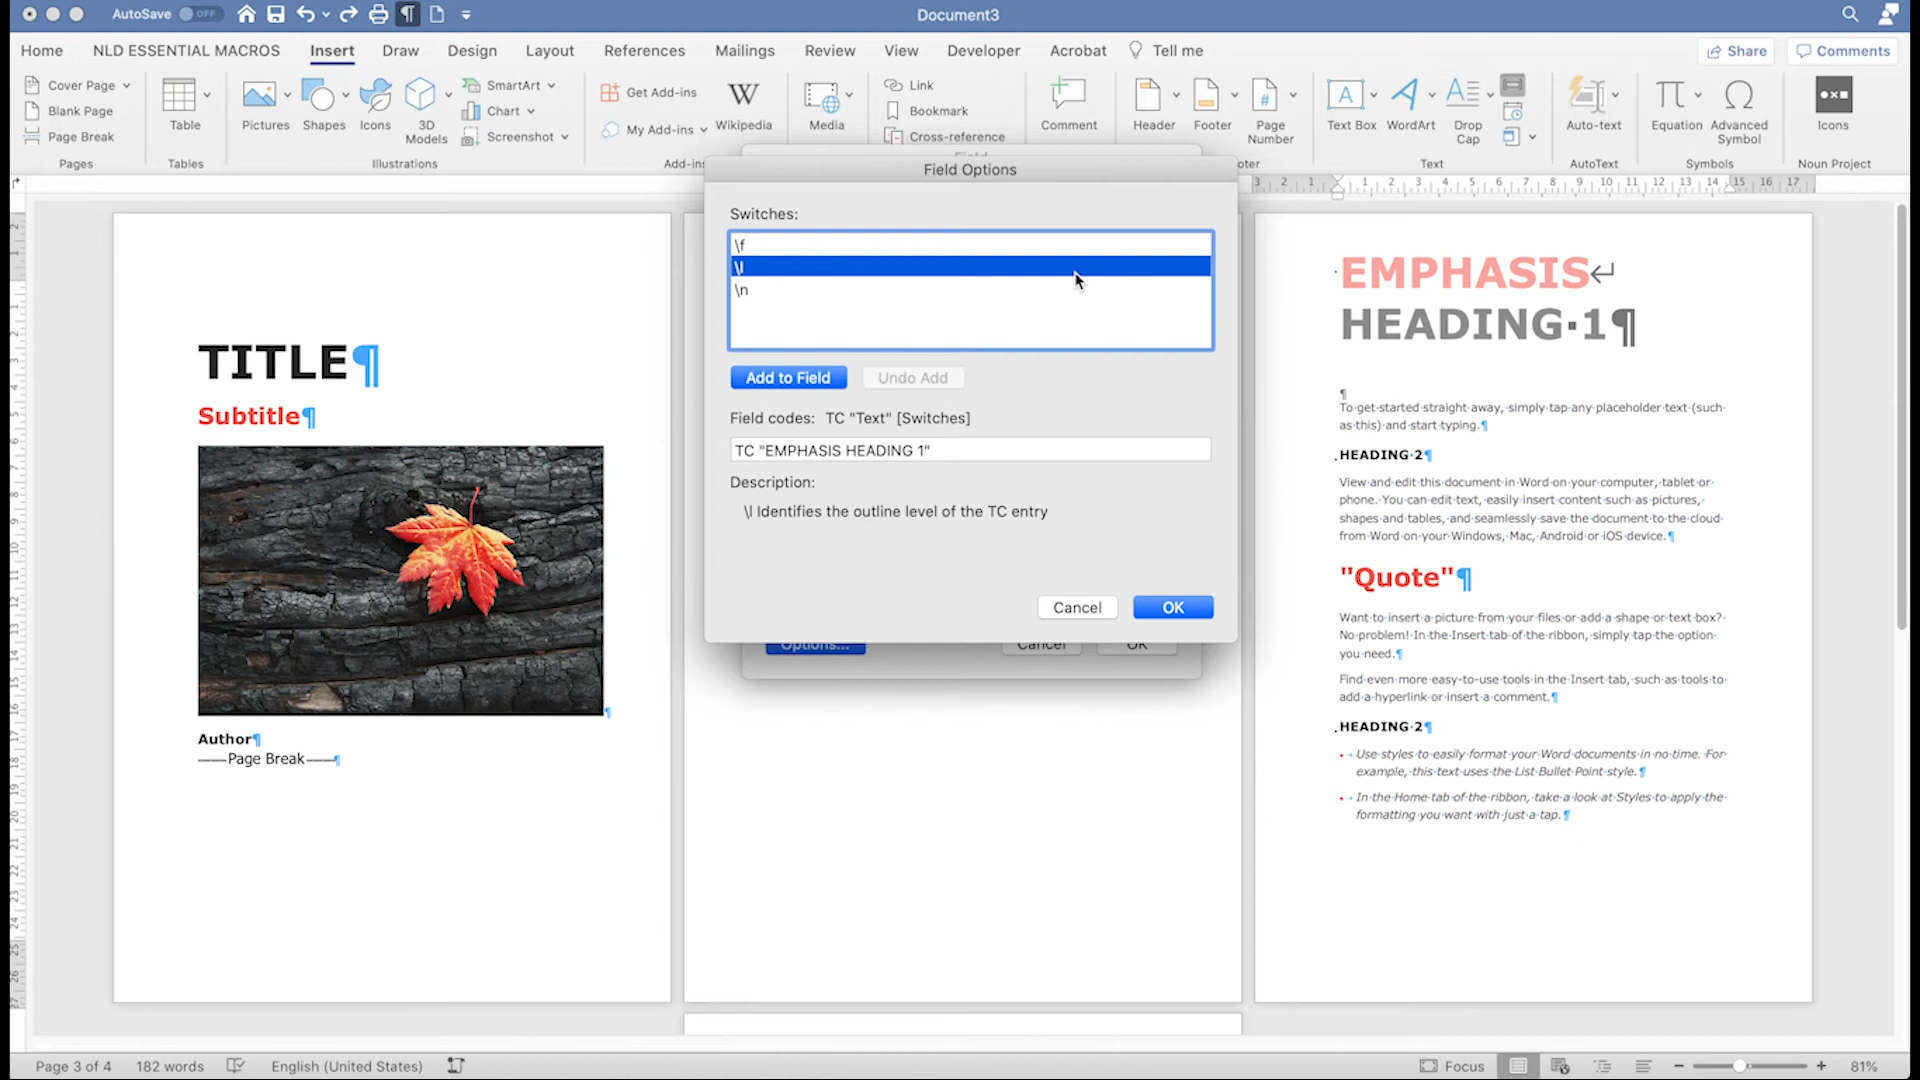 AutoSave OFF
Document3
Home NLD ESSENTIAL MACROS Insert Draw Design Layout References Mailings Review View Developer Acrobat Tell me Share Comments
Cover Page
Blank Page
Page Break
Pages
Table
Tables
Pictures
Shapes
Icons
3D Models
SmartArt
Chart
Screenshot
Illustrations
Get Add-ins
My Add-ins
Wikipedia
Media
Link
Bookmark
Cross-reference
Comment
Header
Footer
Page Number
Text Box
WordArt
Drop Cap
Text
Auto-text
AutoText
Equation
Advanced Symbol
Symbols
Icons
Noun Project
Field Options
Switches:
\f
\l
\n
Add to Field
Undo Add
Field codes: TC "Text" [Switches]
TC "EMPHASIS HEADING 1"
Description:
\l Identifies the outline level of the TC entry
Cancel
OK
Options...
Cancel
OK
TITLE¶
Subtitle¶
¶
Author¶
Page Break¶
EMPHASIS↵
HEADING·1¶
¶
To·get·started·straight·away,·simply·tap·any·placeholder·text·(such·
as·this)·and·start·typing.¶
HEADING·2¶
View·and·edit·this·document·in·Word·on·your·computer,·tablet·or·
phone.·You·can·edit·text,·easily·insert·content·such·as·pictures,·
shapes·and·tables,·and·seamlessly·save·the·document·to·the·cloud·
from·Word·on·your·Windows,·Mac,·Android·or·iOS·device.¶
"Quote"¶
Want·to·insert·a·picture·from·your·files·or·add·a·shape·or·text·box?·
No·problem!·In·the·Insert·tab·of·the·ribbon,·simply·tap·the·option·
you·need.¶
Find·even·more·easy-to-use·tools·in·the·Insert·tab,·such·as·tools·to·
add·a·hyperlink·or·insert·a·comment.¶
HEADING·2¶
• Use·styles·to·easily·format·your·Word·documents·in·no·time.·For·
example,·this·text·uses·the·List·Bullet·Point·style.¶
• In·the·Home·tab·of·the·ribbon,·take·a·look·at·Styles·to·apply·the·
formatting·you·want·with·just·a·tap.¶
Page 3 of 4 182 words English (United States) Focus 81%